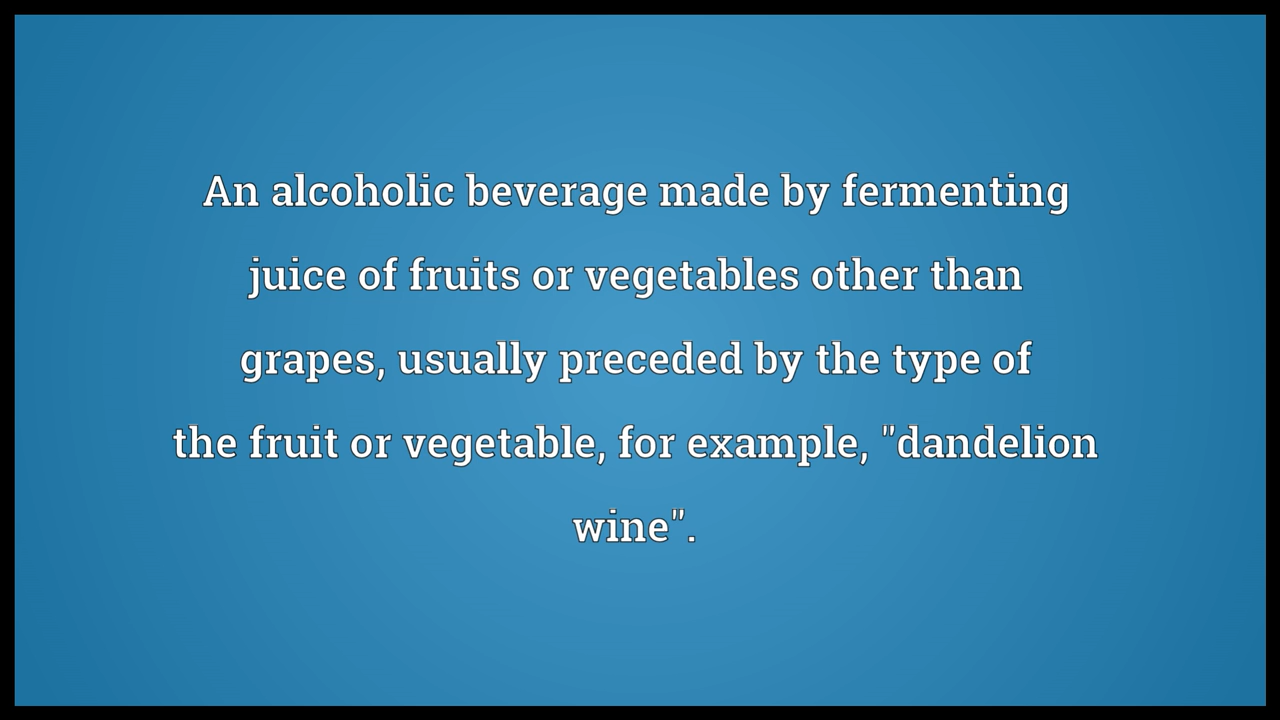 An alcoholic beverage made by fermenting
juice of fruits or vegetables other than
grapes, usually preceded by the type of
the fruit or vegetable, for example, "dandelion
wine".